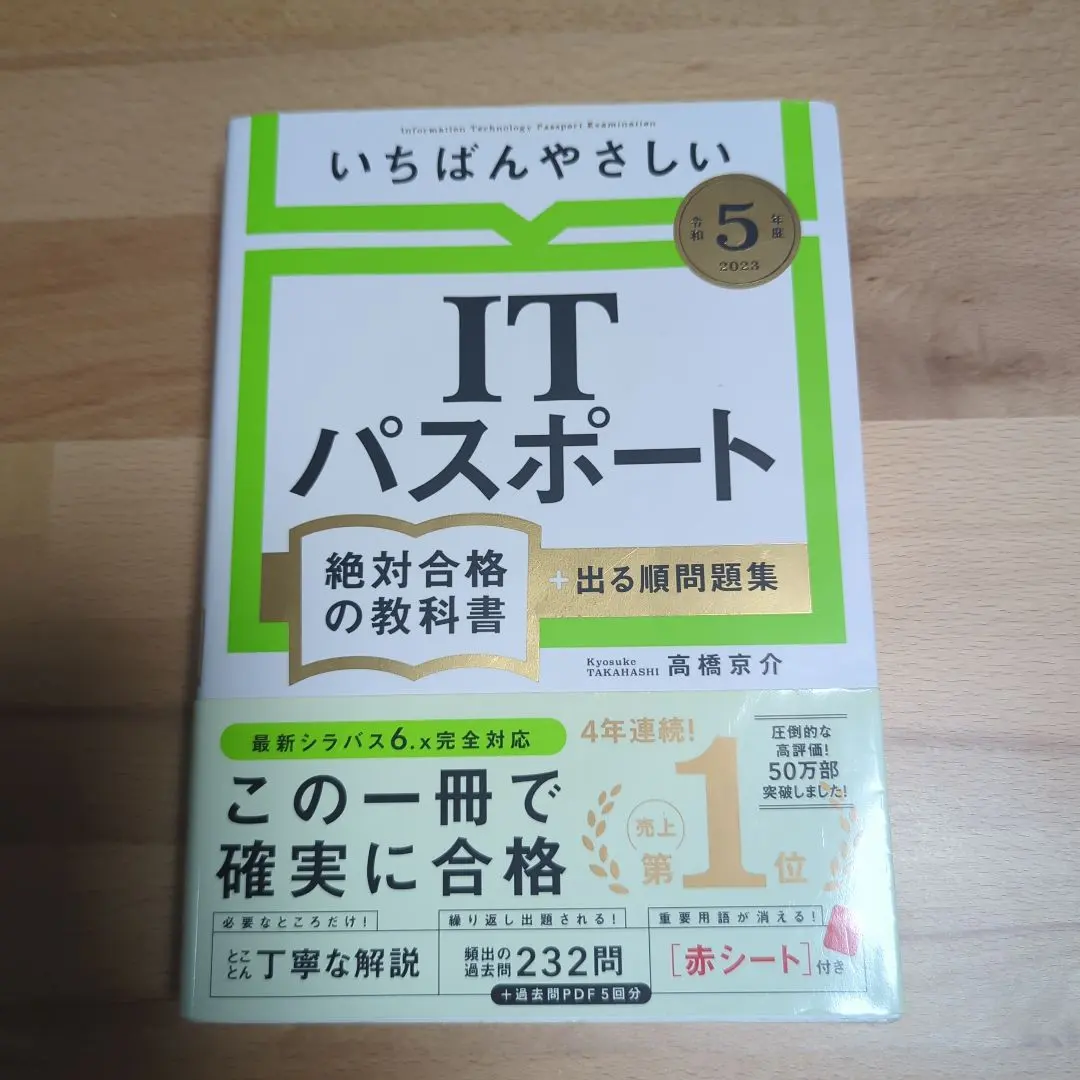 Information Technology Passport Examination
いちばんやさしい
令和 5 年度
2023
IT
パスポート
絶対合格
の教科書
+出る順問題集
Kyosuke
TAKAHASHI 高橋京介
最新シラバス6.x完全対応
この一冊で
確実に合格
4年連続!
売上
第1位
圧倒的な
高評価!
50万部
突破しました!
必要なところだけ!
とことん 丁寧な解説
繰り返し出題される!
頻出の過去問 232問
+過去問PDF5回分
重要用語が消える!
[赤シート]付き